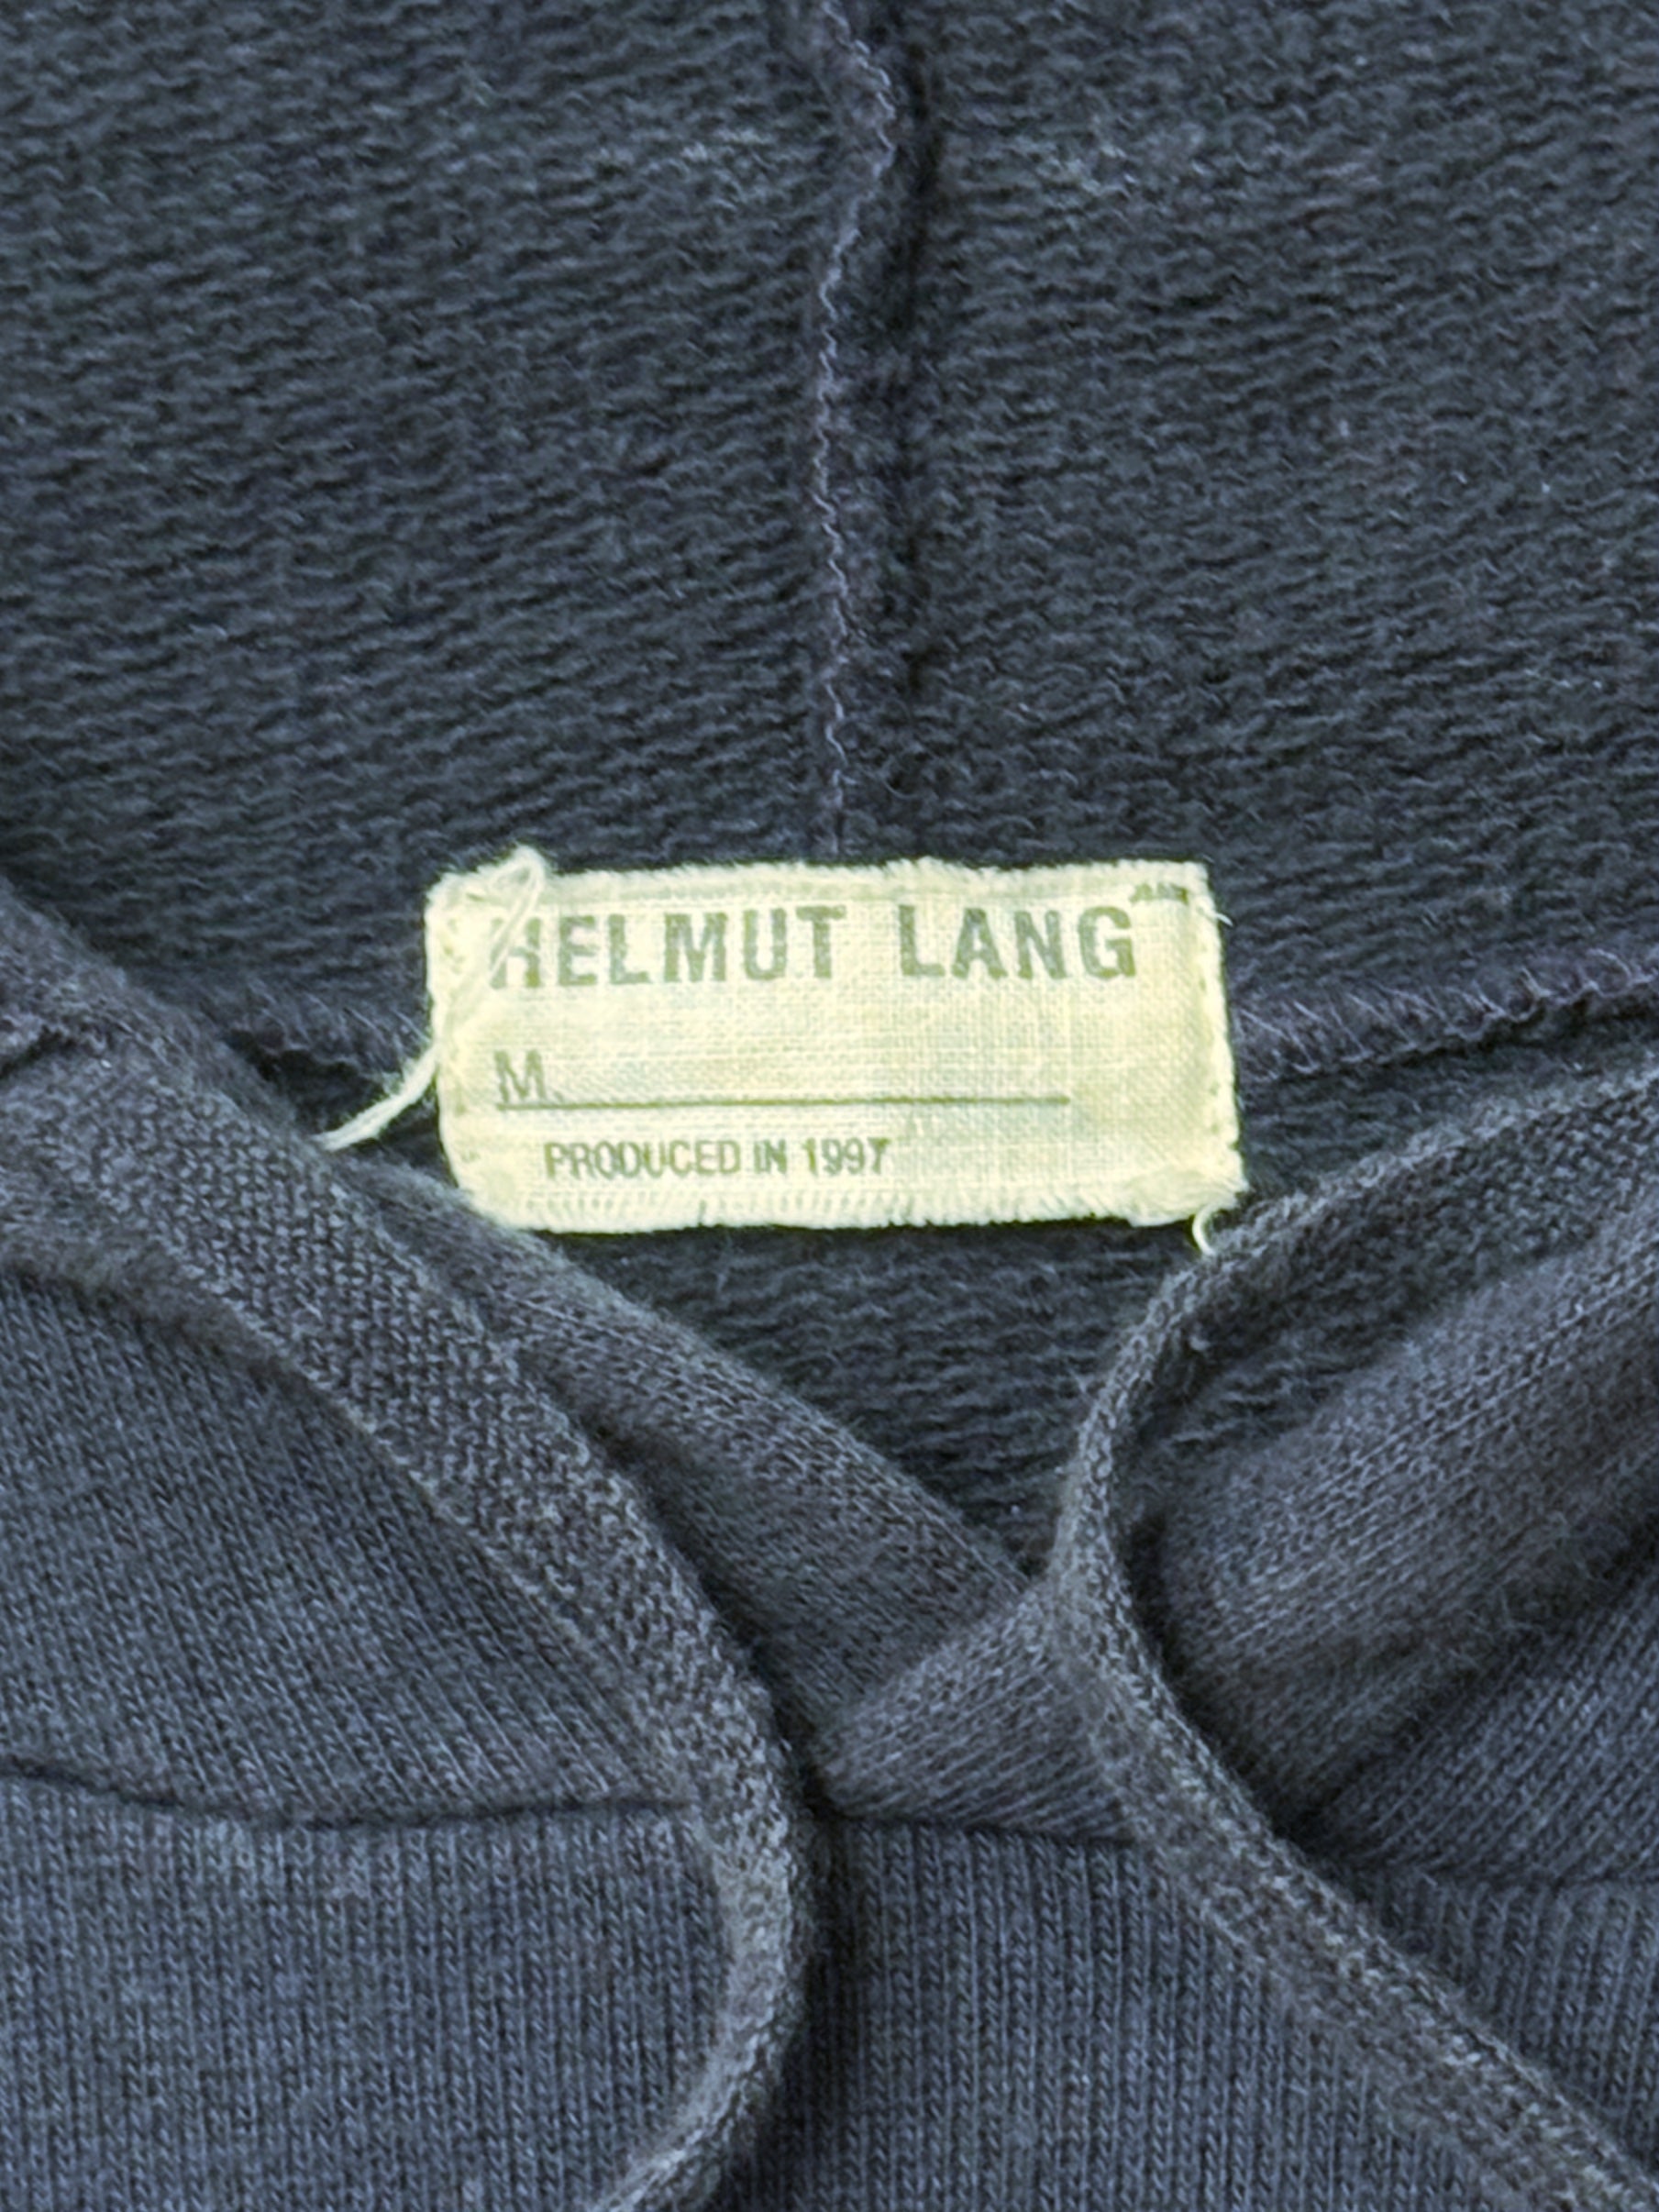 HELMUT LANG
M.
PRODUCED IN 1997